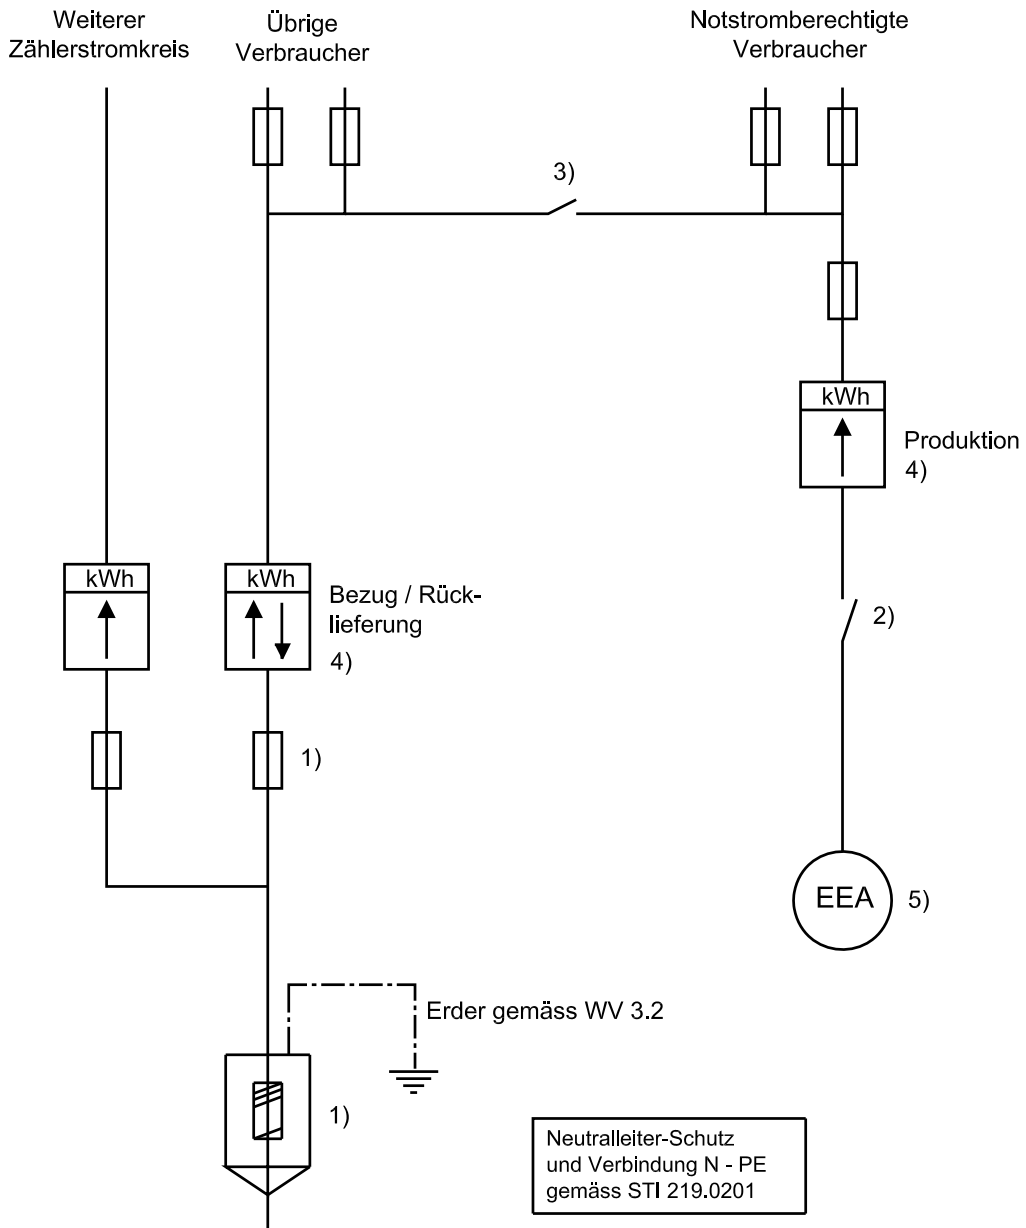 Weiterer
Zählerstromkreis
Übrige
Verbraucher
Notstromberechtigte
Verbraucher
3)
kWh
Produktion
4)
kWh
kWh
Bezug / Rück-
lieferung
4)
2)
1)
EEA
5)
Erder gemäss WV 3.2
1)
Neutralleiter-Schutz
und Verbindung N - PE
gemäss STI 219.0201